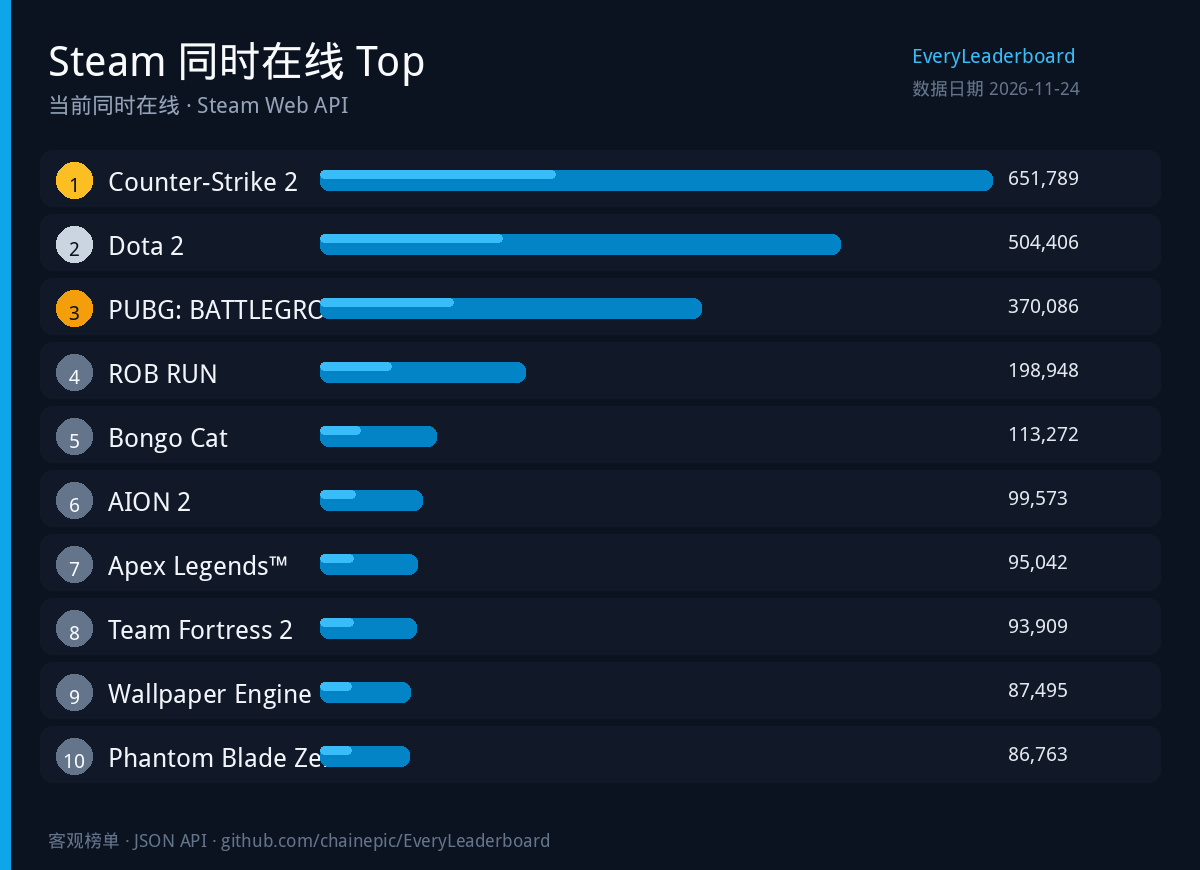 Steam 同时在线 Top
当前同时在线 · Steam Web API
EveryLeaderboard
数据日期 2026-11-24
1 Counter-Strike 2 651,789
2 Dota 2 504,406
3 PUBG: BATTLEGRO 370,086
4 ROB RUN 198,948
5 Bongo Cat 113,272
6 AION 2 99,573
7 Apex Legends™ 95,042
8 Team Fortress 2 93,909
9 Wallpaper Engine 87,495
10 Phantom Blade Ze 86,763
客观榜单 · JSON API · github.com/chainepic/EveryLeaderboard